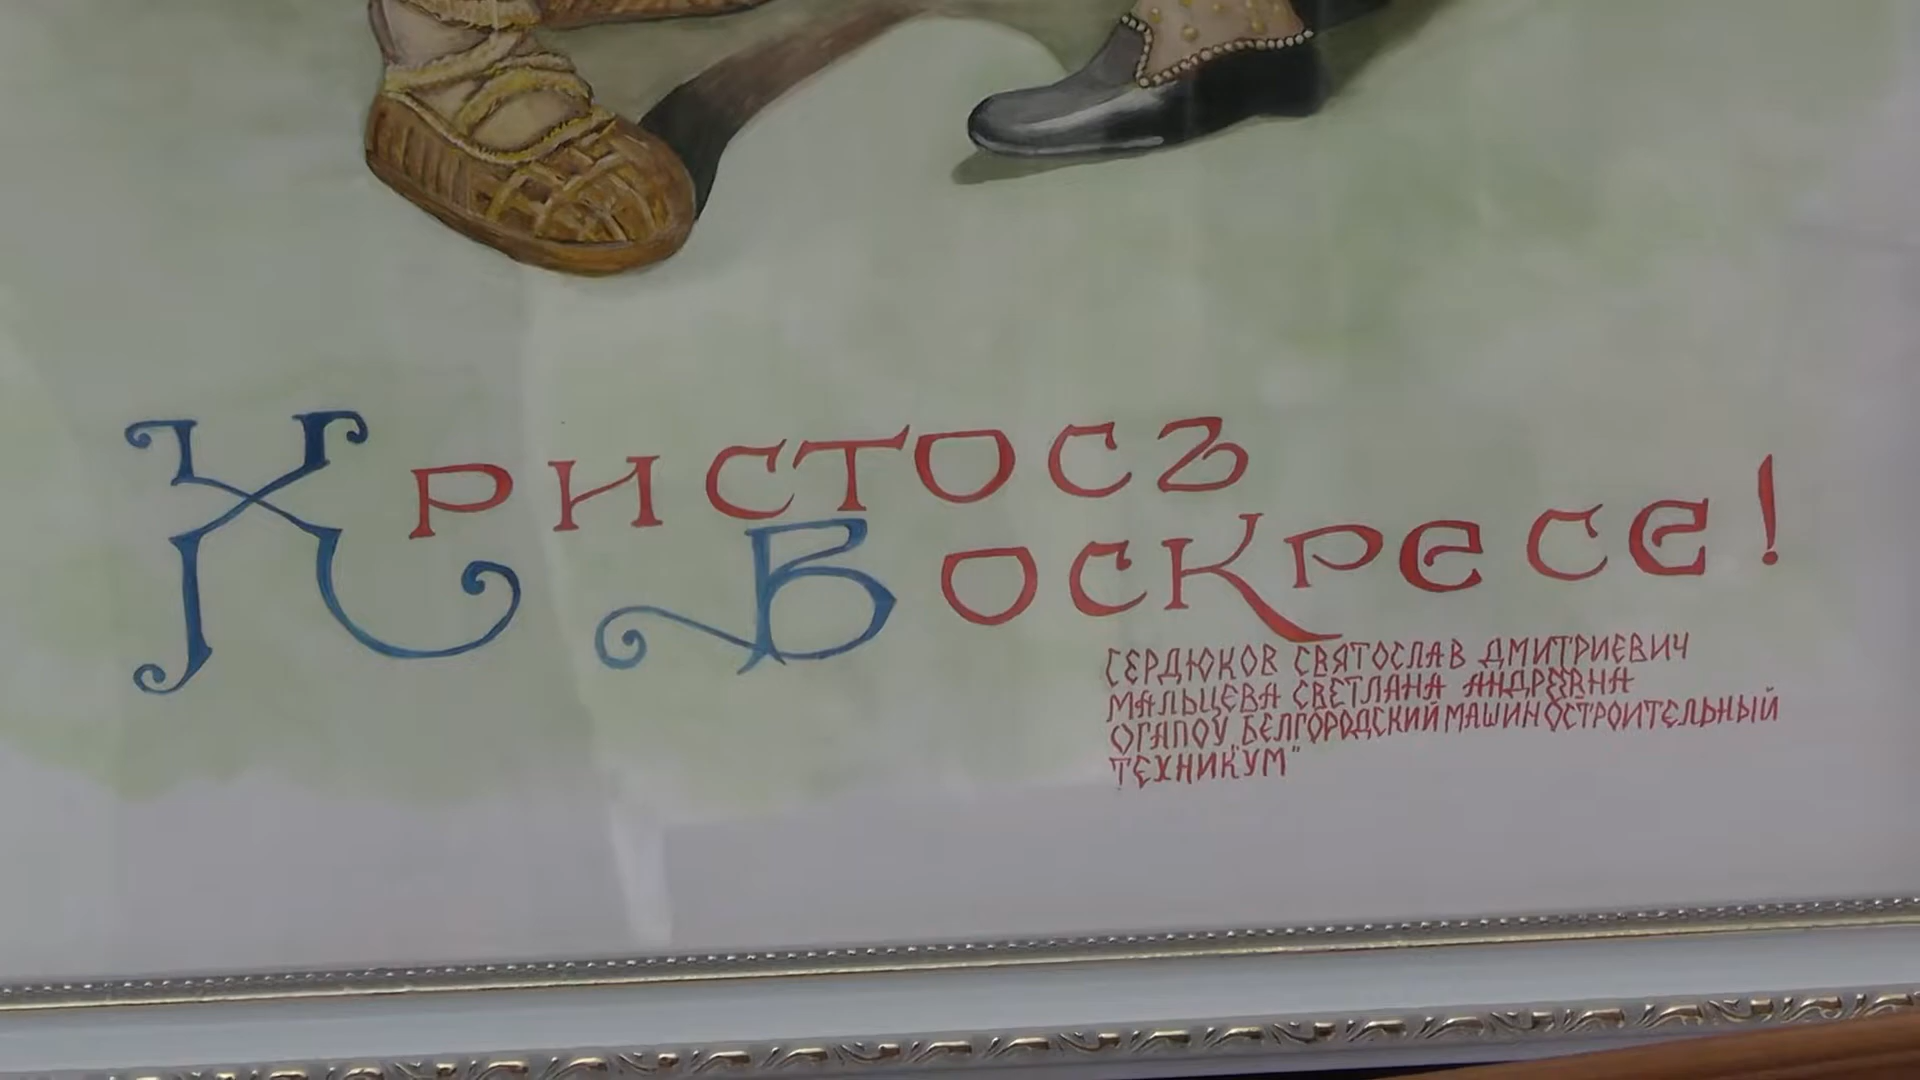 Христосъ
Воскресе!
СЕРДЮКОВ СВЯТОСЛАВ ДМИТРИЕВИЧ
МАЛЬЦЕВА СВЕТЛАНА АНДРЕЕВНА
ОГАПОУ БЕЛГОРОДСКИЙ МАШИНОСТРОИТЕЛЬНЫЙ
ТЕХНИКУМ"